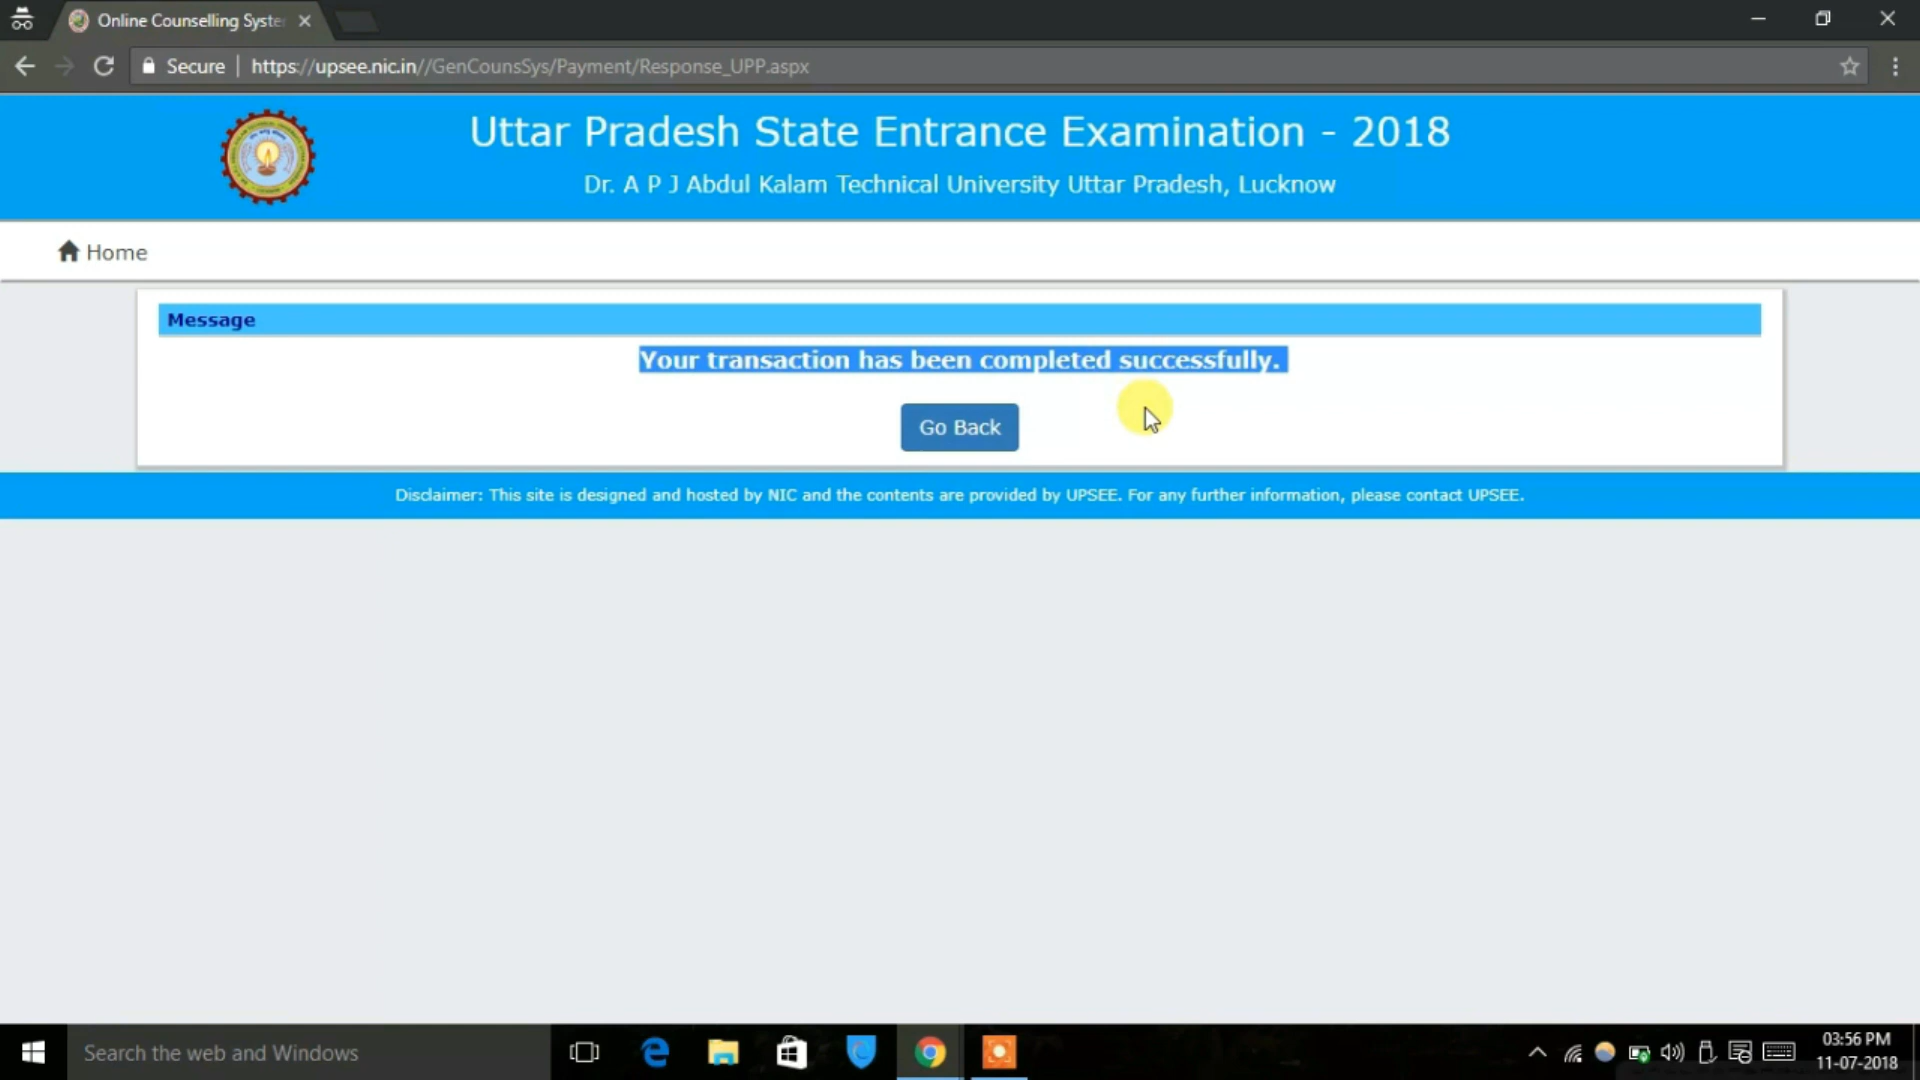 Online Counselling Syste
Secure
https://upsee.nic.in//GenCounsSys/Payment/Response_UPP.aspx
Uttar Pradesh State Entrance Examination - 2018
Dr. A P J Abdul Kalam Technical University Uttar Pradesh, Lucknow
Home
Message
Your transaction has been completed successfully.
Go Back
Disclaimer: This site is designed and hosted by NIC and the contents are provided by UPSEE. For any further information, please contact UPSEE.
Search the web and Windows
03:56 PM
11-07-2018